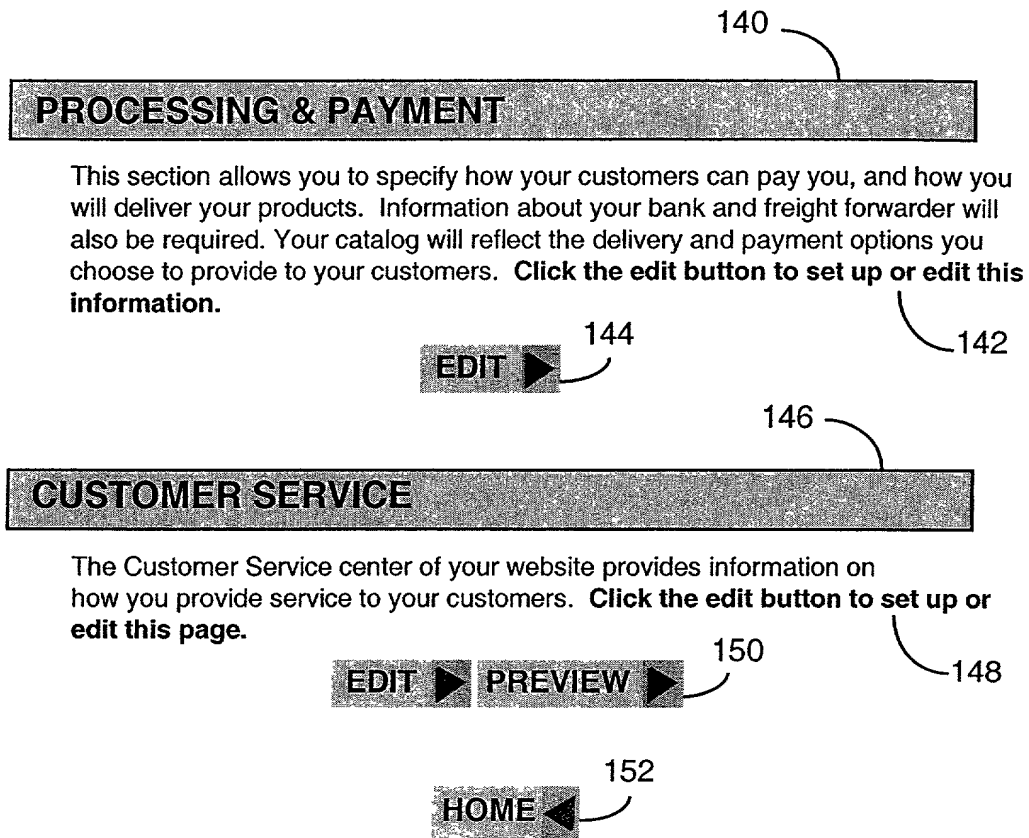 140
PROCESSING & PAYMENT
This section allows you to specify how your customers can pay you, and how you
will deliver your products. Information about your bank and freight forwarder will
also be required. Your catalog will reflect the delivery and payment options you
choose to provide to your customers. Click the edit button to set up or edit this
information.
142
144
EDIT
146
CUSTOMER SERVICE
The Customer Service center of your website provides information on
how you provide service to your customers. Click the edit button to set up or
edit this page.
148
150
EDIT PREVIEW
152
HOME